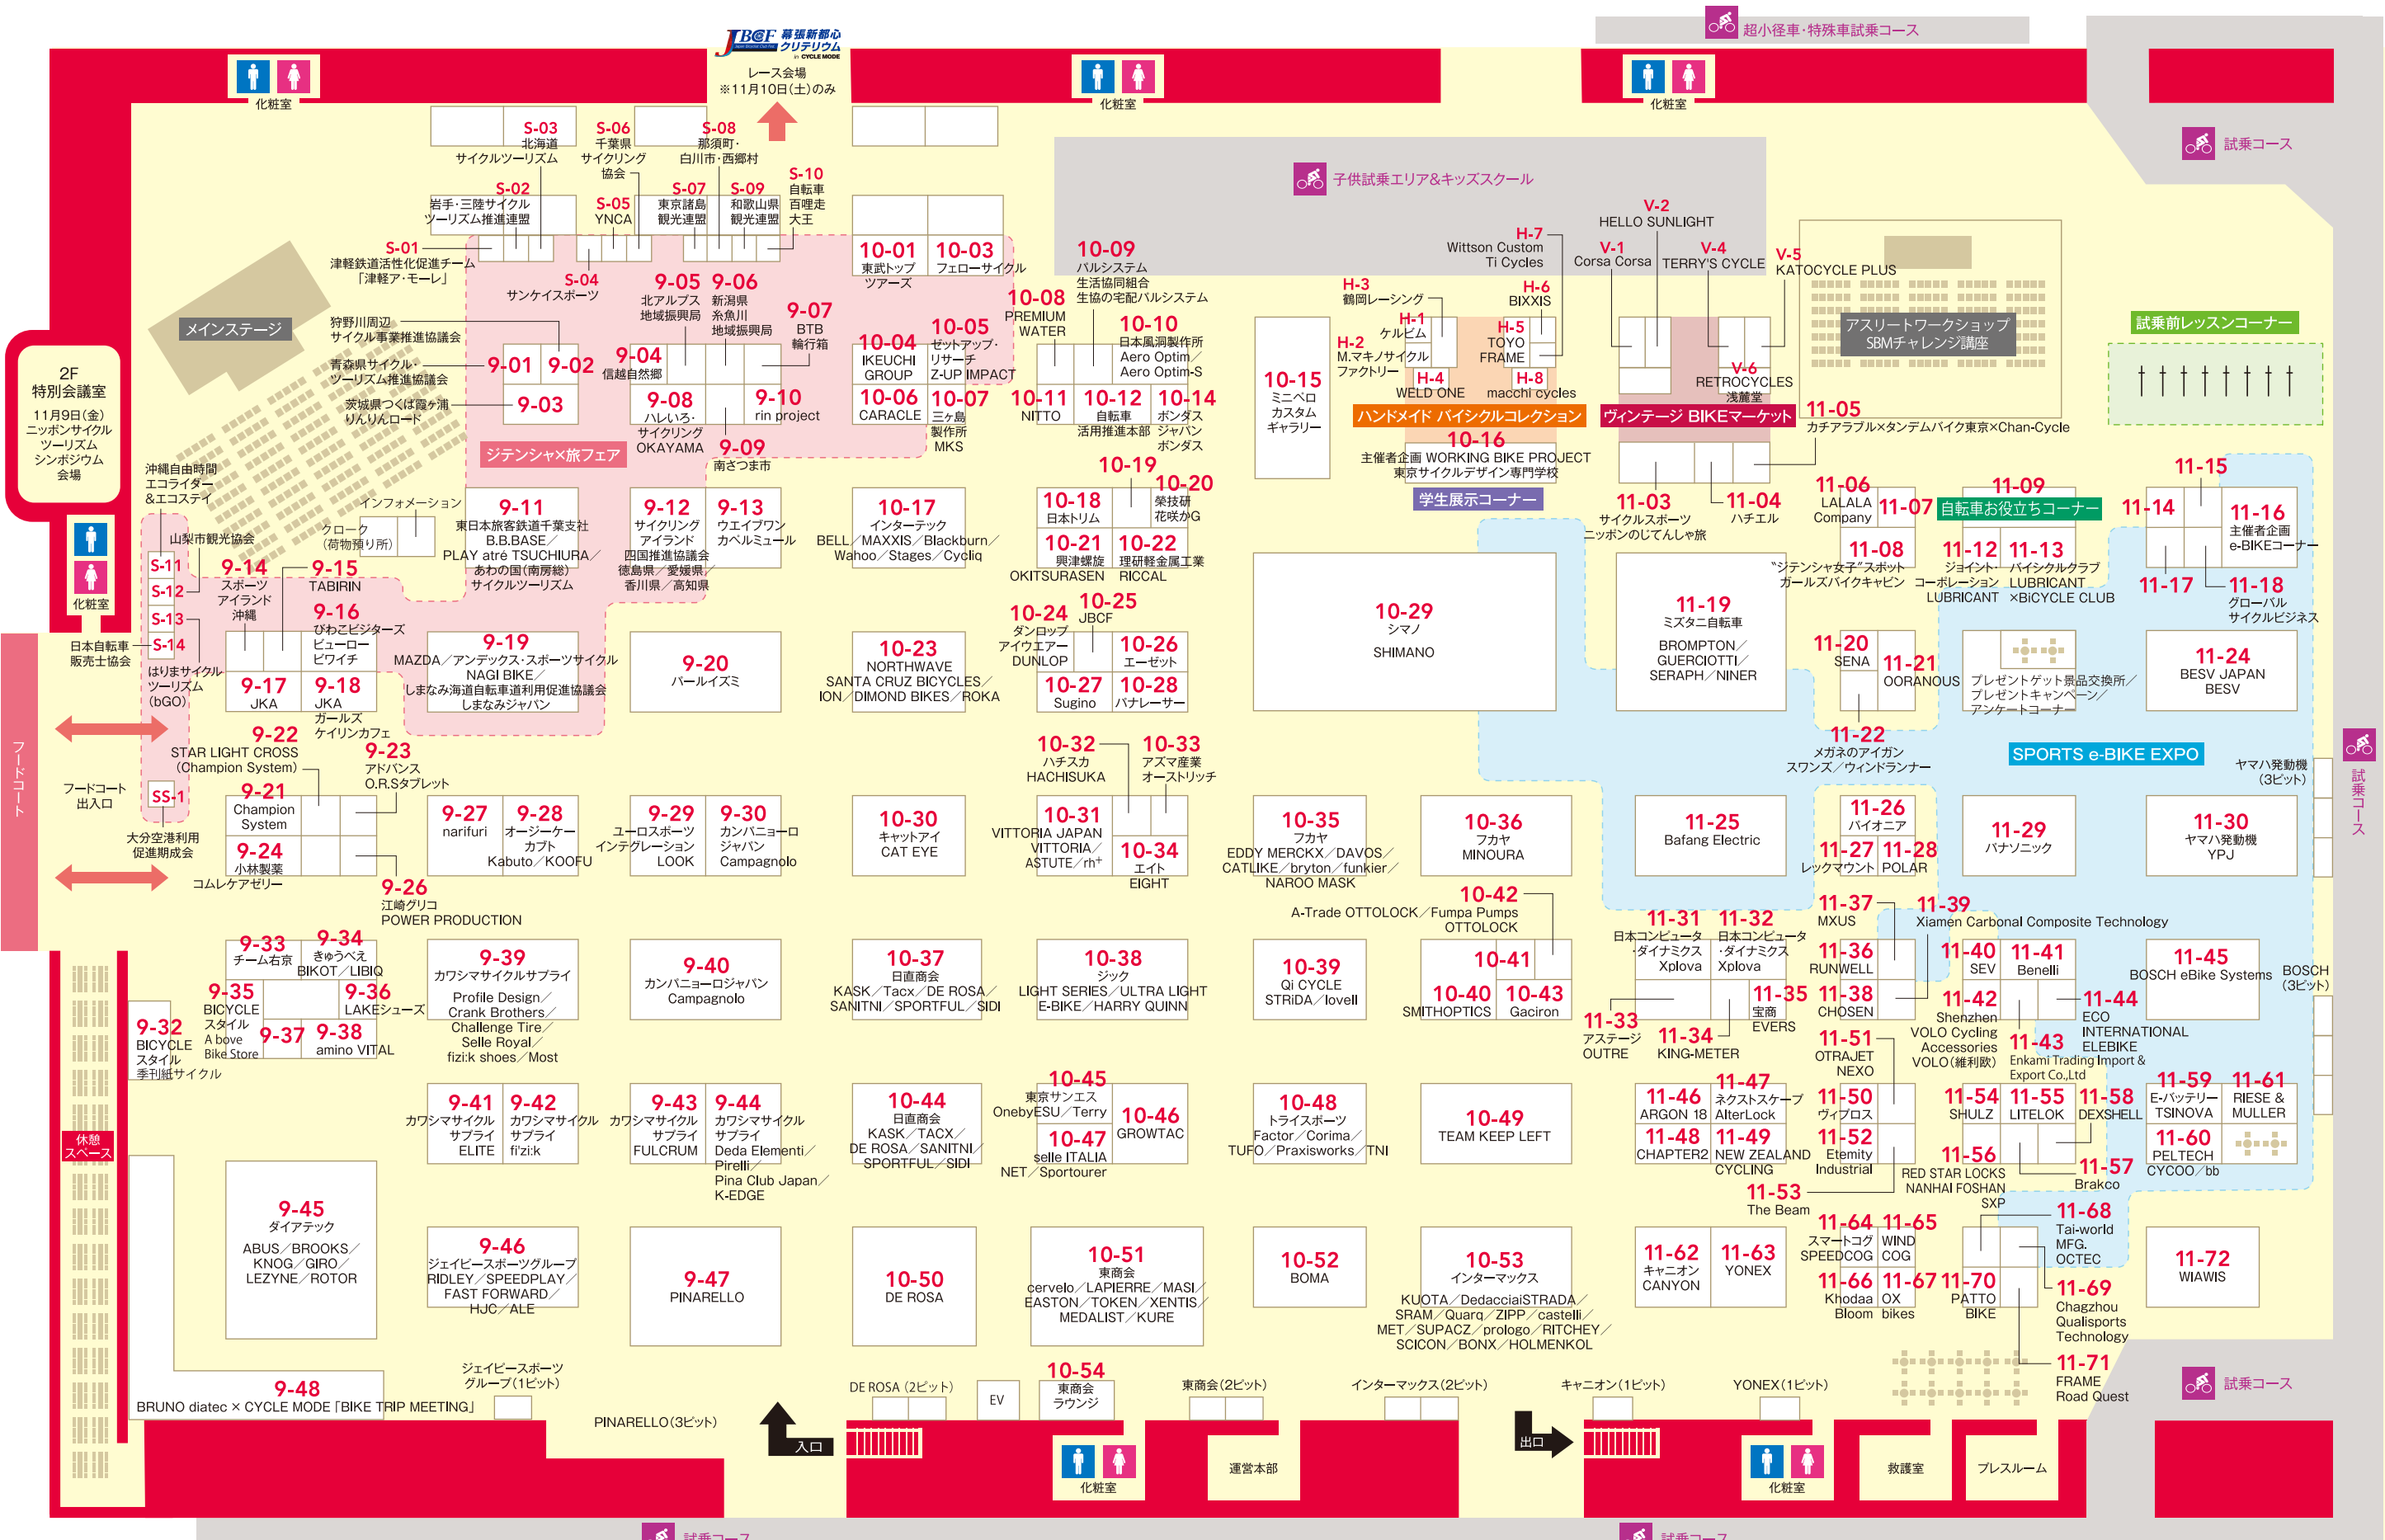 JBCF 幕張新都心
クリテリウム
in CYCLE MODE
レース会場
※11月10日(土)のみ
化粧室
化粧室
化粧室
超小径車・特殊車試乗コース
試乗コース
子供試乗エリア&キッズスクール
S-01
津軽鉄道活性化促進チーム
「津軽ア・モーレ」
S-02
岩手・三陸サイクル
ツーリズム推進連盟
S-03
北海道
サイクルツーリズム
S-04
サンケイスポーツ
S-05
YNCA
S-06
千葉県
サイクリング
協会
S-07
東京諸島
観光連盟
S-08
那須町・
白川市・西郷村
S-09
和歌山県
観光連盟
S-10
自転車
百哩走
大王
メインステージ
2F
特別会議室
11月9日(金)
ニッポンサイクル
ツーリズム
シンポジウム
会場
狩野川周辺
サイクル事業推進協議会
青森県サイクル・
ツーリズム推進協議会
茨城県つくば霞ヶ浦
りんりんロード
9-01
9-02
9-03
9-04
信越自然郷
9-05
北アルプス
地域振興局
9-06
新潟県
糸魚川
地域振興局
9-07
BTB
輪行箱
9-08
ハレいろ・
サイクリング
OKAYAMA
9-09
南さつま市
9-10
rin project
ジテンシャ×旅フェア
10-01
東武トップ
ツアーズ
10-03
フェローサイクル
10-04
IKEUCHI
GROUP
10-05
ゼットアップ・
リサーチ
Z-UP IMPACT
10-06
CARACLE
10-07
三ヶ島
製作所
MKS
10-08
PREMIUM
WATER
10-09
パルシステム
生活協同組合
生協の宅配パルシステム
10-10
日本風洞製作所
Aero Optim/
Aero Optim-S
10-11
NITTO
10-12
自転車
活用推進本部
10-14
ボンダス
ジャパン
ボンダス
10-15
ミニベロ
カスタム
ギャラリー
H-1
ケルビム
H-2
M.マキノサイクル
ファクトリー
H-3
鶴岡レーシング
H-4
WELD ONE
H-5
TOYO
FRAME
H-6
BIXXIS
H-7
Wittson Custom
Ti Cycles
H-8
macchi cycles
ハンドメイド バイシクルコレクション
10-16
主催者企画 WORKING BIKE PROJECT
東京サイクルデザイン専門学校
学生展示コーナー
V-1
Corsa Corsa
V-2
HELLO SUNLIGHT
V-4
TERRY'S CYCLE
V-5
KATOCYCLE PLUS
V-6
RETROCYCLES
浅麓堂
ヴィンテージ BIKEマーケット
アスリートワークショップ
SBMチャレンジ講座
試乗前レッスンコーナー
11-03
サイクルスポーツ
ニッポンのじてんしゃ旅
11-04
ハチエル
11-05
カチアラブル×タンデムバイク東京×Chan-Cycle
11-06
LALALA
Company
11-07
11-08
"ジテンシャ女子"スポット
ガールズバイクキャビン
11-09
自転車お役立ちコーナー
11-12
ジョイント・
コーポレーション
LUBRICANT
11-13
バイシクルクラブ
LUBRICANT
×BiCYCLE CLUB
11-14
11-15
11-16
主催者企画
e-BIKEコーナー
11-17
11-18
グローバル
サイクルビジネス
化粧室
沖縄自由時間
エコライダー
&エコステイ
山梨市観光協会
S-11
S-12
S-13
S-14
日本自転車
販売士協会
はりまサイクル
ツーリズム
(bGO)
インフォメーション
クローク
(荷物預り所)
9-11
東日本旅客鉄道千葉支社
B.B.BASE/
PLAY atré TSUCHIURA/
あわの国(南房総)
サイクルツーリズム
9-12
サイクリング
アイランド
四国推進協議会
徳島県/愛媛県/
香川県/高知県
9-13
ウエイブワン
カペルミュール
9-14
スポーツ
アイランド
沖縄
9-15
TABIRIN
9-16
びわこビジターズ
ビューロー
ビワイチ
9-17
JKA
9-18
JKA
ガールズ
ケイリンカフェ
9-19
MAZDA/アンデックス・スポーツサイクル
NAGI BIKE/
しまなみ海道自転車道利用促進協議会
しまなみジャパン
9-20
パールイズミ
10-17
インターテック
BELL/MAXXIS/Blackburn/
Wahoo/Stages/Cycliq
10-18
日本トリム
10-19
10-20
榮技研
花咲かG
10-21
興津螺旋
OKITSURASEN
10-22
理研軽金属工業
RICCAL
10-23
NORTHWAVE
SANTA CRUZ BICYCLES/
ION/DIMOND BIKES/ROKA
10-24
ダンロップ
アイウエアー
DUNLOP
10-25
JBCF
10-26
エーゼット
10-27
Sugino
10-28
パナレーサー
10-29
シマノ
SHIMANO
11-19
ミズタニ自転車
BROMPTON/
GUERCIOTTI/
SERAPH/NINER
11-20
SENA
11-21
OORANOUS
11-22
メガネのアイガン
スワンズ/ウィンドランナー
プレゼントゲット景品交換所/
プレゼントキャンペーン/
アンケートコーナー
11-24
BESV JAPAN
BESV
SPORTS e-BIKE EXPO
ヤマハ発動機
(3ピット)
試乗コース
フードコート
フードコート
出入口
SS-1
大分空港利用
促進期成会
9-21
Champion
System
9-22
STAR LIGHT CROSS
(Champion System)
9-23
アドバンス
O.R.Sタブレット
9-24
小林製薬
コムレケアゼリー
9-26
江崎グリコ
POWER PRODUCTION
9-27
narifuri
9-28
オージーケー
カブト
Kabuto/KOOFU
9-29
ユーロスポーツ
インテグレーション
LOOK
9-30
カンパニョーロ
ジャパン
Campagnolo
10-30
キャットアイ
CAT EYE
10-31
VITTORIA JAPAN
VITTORIA/
ASTUTE/rh+
10-32
ハチスカ
HACHISUKA
10-33
アズマ産業
オーストリッチ
10-34
エイト
EIGHT
10-35
フカヤ
EDDY MERCKX/DAVOS/
CATLIKE/bryton/funkier/
NAROO MASK
10-36
フカヤ
MINOURA
11-25
Bafang Electric
11-26
パイオニア
11-27
レックマウント
11-28
POLAR
11-29
パナソニック
11-30
ヤマハ発動機
YPJ
9-32
BICYCLE
スタイル
季刊紙サイクル
9-33
チーム右京
9-34
きゅうべえ
BIKOT/LIBIQ
9-35
BICYCLE
スタイル
A bove
Bike Store
9-36
LAKEシューズ
9-37
9-38
amino VITAL
9-39
カワシマサイクルサプライ
Profile Design/
Crank Brothers/
Challenge Tire/
Selle Royal/
fizi:k shoes/Most
9-40
カンパニョーロジャパン
Campagnolo
10-37
日直商会
KASK/Tacx/DE ROSA/
SANITNI/SPORTFUL/SIDI
10-38
ジック
LIGHT SERIES/ULTRA LIGHT
E-BIKE/HARRY QUINN
10-39
Qi CYCLE
STRiDA/lovell
10-40
SMITHOPTICS
10-41
10-42
A-Trade OTTOLOCK/Fumpa Pumps
OTTOLOCK
10-43
Gaciron
11-31
日本コンピュータ
・ダイナミクス
Xplova
11-32
日本コンピュータ
・ダイナミクス
Xplova
11-33
アステージ
OUTRE
11-34
KING-METER
11-35
宝商
EVERS
11-36
RUNWELL
11-37
MXUS
11-38
CHOSEN
11-39
Xiamen Carbonal Composite Technology
11-40
SEV
11-41
Benelli
11-42
Shenzhen
VOLO Cycling
Accessories
VOLO(維利欧)
11-43
Enkami Trading Import &
Export Co.,Ltd
11-44
ECO
INTERNATIONAL
ELEBIKE
11-45
BOSCH eBike Systems
BOSCH
(3ピット)
休憩
スペース
9-41
カワシマサイクル
サプライ
ELITE
9-42
カワシマサイクル
サプライ
fi'zi:k
9-43
カワシマサイクル
サプライ
FULCRUM
9-44
カワシマサイクル
サプライ
Deda Elementi/
Pirelli/
Pina Club Japan/
K-EDGE
10-44
日直商会
KASK/TACX/
DE ROSA/SANITNI/
SPORTFUL/SIDI
10-45
東京サンエス
OnebyESU/Terry
10-46
GROWTAC
10-47
selle ITALIA
NET/Sportourer
10-48
トライスポーツ
Factor/Corima/
TUFO/Praxisworks/TNI
10-49
TEAM KEEP LEFT
11-46
ARGON 18
11-47
ネクストスケープ
AlterLock
11-48
CHAPTER2
11-49
NEW ZEALAND
CYCLING
11-50
ヴィプロス
11-51
OTRAJET
NEXO
11-52
Etemity
Industrial
11-53
The Beam
11-54
SHULZ
11-55
LITELOK
11-56
RED STAR LOCKS
NANHAI FOSHAN
SXP
11-57
Brakco
11-58
DEXSHELL
11-59
E-バッテリー
TSINOVA
11-60
PELTECH
CYCOO/bb
11-61
RIESE &
MULLER
9-45
ダイアテック
ABUS/BROOKS/
KNOG/GIRO/
LEZYNE/ROTOR
9-46
ジェイピースポーツグループ
RIDLEY/SPEEDPLAY/
FAST FORWARD/
HJC/ALE
9-47
PINARELLO
10-50
DE ROSA
10-51
東商会
cervelo/LAPIERRE/MASI/
EASTON/TOKEN/XENTIS/
MEDALIST/KURE
10-52
BOMA
10-53
インターマックス
KUOTA/DedacciaiSTRADA/
SRAM/Quarq/ZIPP/castelli/
MET/SUPACZ/prologo/RITCHEY/
SCICON/BONX/HOLMENKOL
11-62
キャニオン
CANYON
11-63
YONEX
11-64
スマートコグ
SPEEDCOG
11-65
WIND
COG
11-66
Khodaa
Bloom
11-67
OX
bikes
11-68
Tai-world
MFG.
OCTEC
11-69
Chagzhou
Qualisports
Technology
11-70
PATTO
BIKE
11-71
FRAME
Road Quest
11-72
WIAWIS
9-48
BRUNO diatec × CYCLE MODE「BIKE TRIP MEETING」
ジェイピースポーツ
グループ(1ピット)
PINARELLO(3ピット)
DE ROSA(2ピット)
EV
10-54
東商会
ラウンジ
東商会(2ピット)
インターマックス(2ピット)
キャニオン(1ピット)
YONEX(1ピット)
試乗コース
入口
化粧室
運営本部
出口
化粧室
救護室
プレスルーム
試乗コース
試乗コース